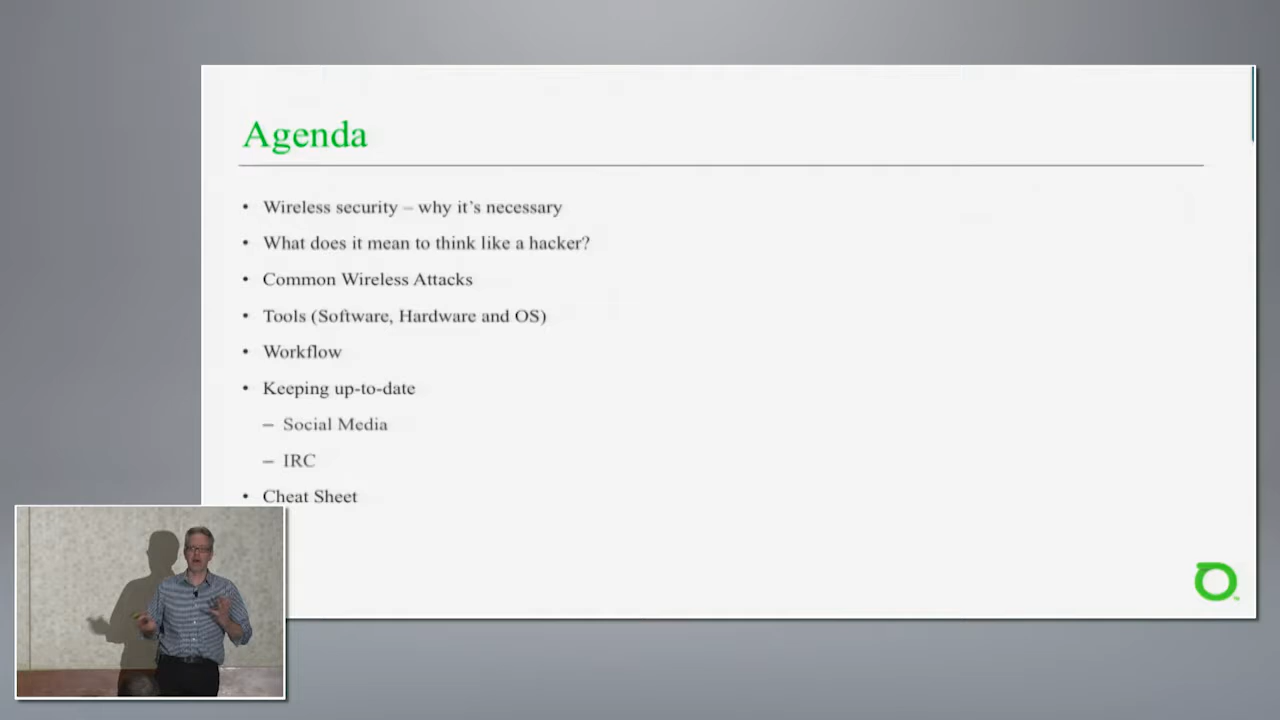 Agenda
• Wireless security – why it's necessary
• What does it mean to think like a hacker?
• Common Wireless Attacks
• Tools (Software, Hardware and OS)
• Workflow
• Keeping up-to-date
– Social Media
– IRC
• Cheat Sheet